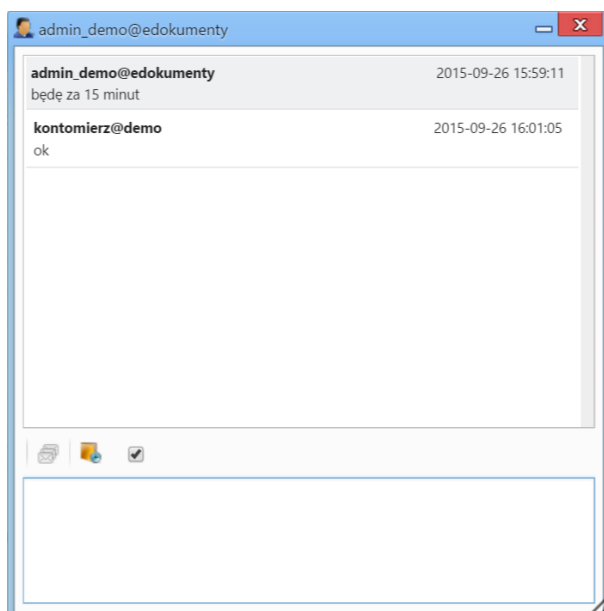 admin_demo@edokumenty
admin_demo@edokumenty 2015-09-26 15:59:11
będę za 15 minut
kontomierz@demo 2015-09-26 16:01:05
ok